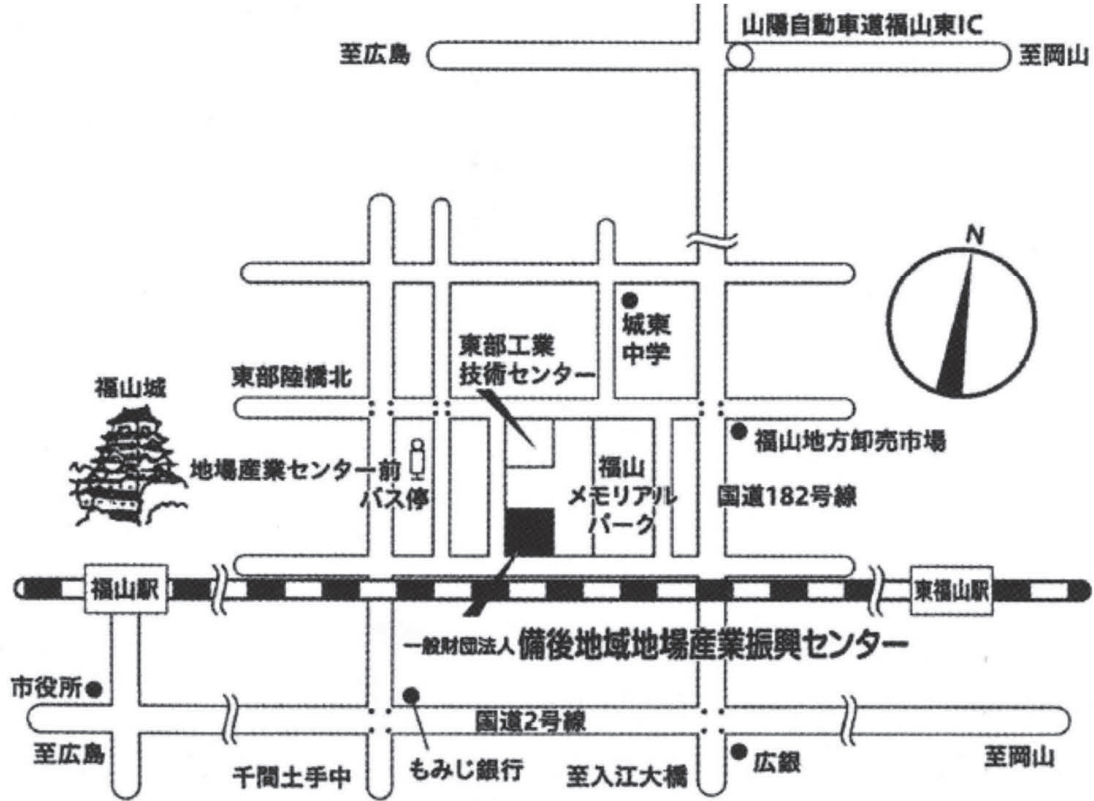 山陽自動車道福山東IC
至広島
至岡山
N
城東
中学
東部工業
技術センター
東部陸橋北
福山城
福山地方卸売市場
地場産業センター前
バス停
福山
メモリアル
パーク
国道182号線
福山駅
東福山駅
一般財団法人 備後地域地場産業振興センター
市役所
国道2号線
至広島
千間土手中
もみじ銀行
至入江大橋
広銀
至岡山